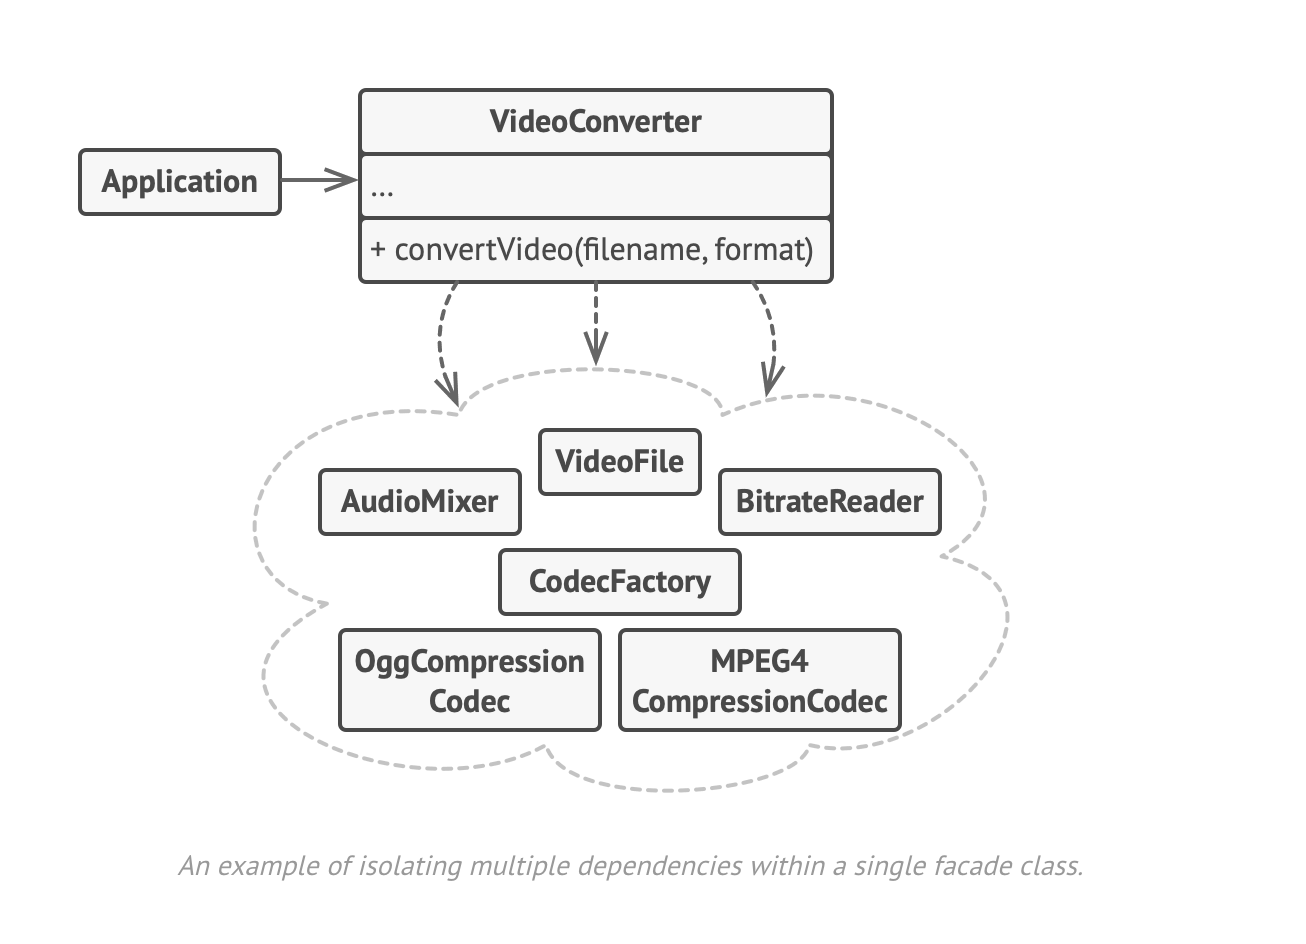 VideoConverter
Application
...
+ convertVideo(filename, format)
VideoFile
AudioMixer
BitrateReader
CodecFactory
OggCompression
Codec
MPEG4
CompressionCodec
An example of isolating multiple dependencies within a single facade class.